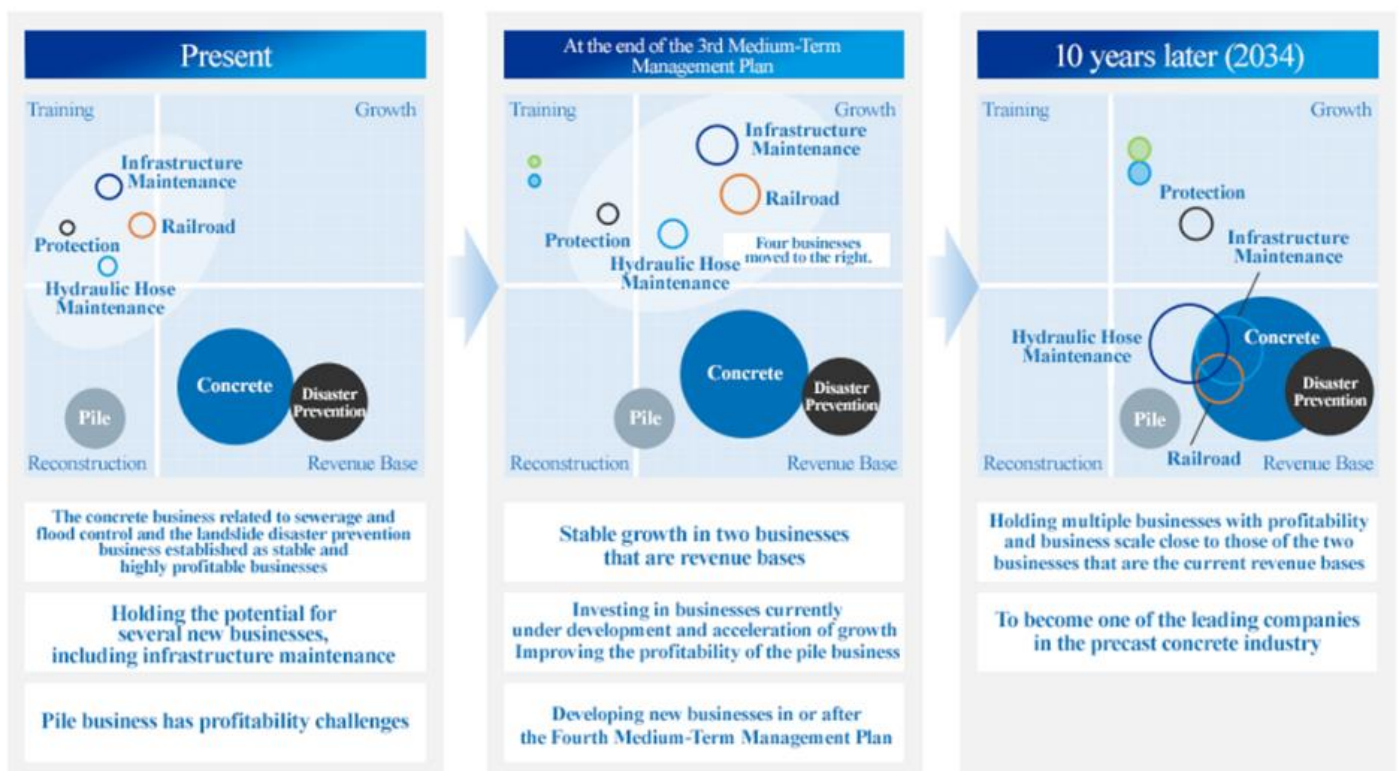 Present
Training
Growth
Infrastructure
Maintenance
Railroad
Protection
Hydraulic Hose
Maintenance
Concrete
Disaster
Prevention
Pile
Reconstruction
Revenue Base
The concrete business related to sewerage and
flood control and the landslide disaster prevention
business established as stable and
highly profitable businesses
Holding the potential for
several new businesses,
including infrastructure maintenance
Pile business has profitability challenges
At the end of the 3rd Medium-Term
Management Plan
Training
Growth
Infrastructure
Maintenance
Railroad
Protection
Four businesses
moved to the right.
Hydraulic Hose
Maintenance
Concrete
Disaster
Prevention
Pile
Reconstruction
Revenue Base
Stable growth in two businesses
that are revenue bases
Investing in businesses currently
under development and acceleration of growth
Improving the profitability of the pile business
Developing new businesses in or after
the Fourth Medium-Term Management Plan
10 years later (2034)
Training
Growth
Protection
Infrastructure
Maintenance
Hydraulic Hose
Maintenance
Concrete
Disaster
Prevention
Pile
Railroad
Reconstruction
Revenue Base
Holding multiple businesses with profitability
and business scale close to those of the two
businesses that are the current revenue bases
To become one of the leading companies
in the precast concrete industry